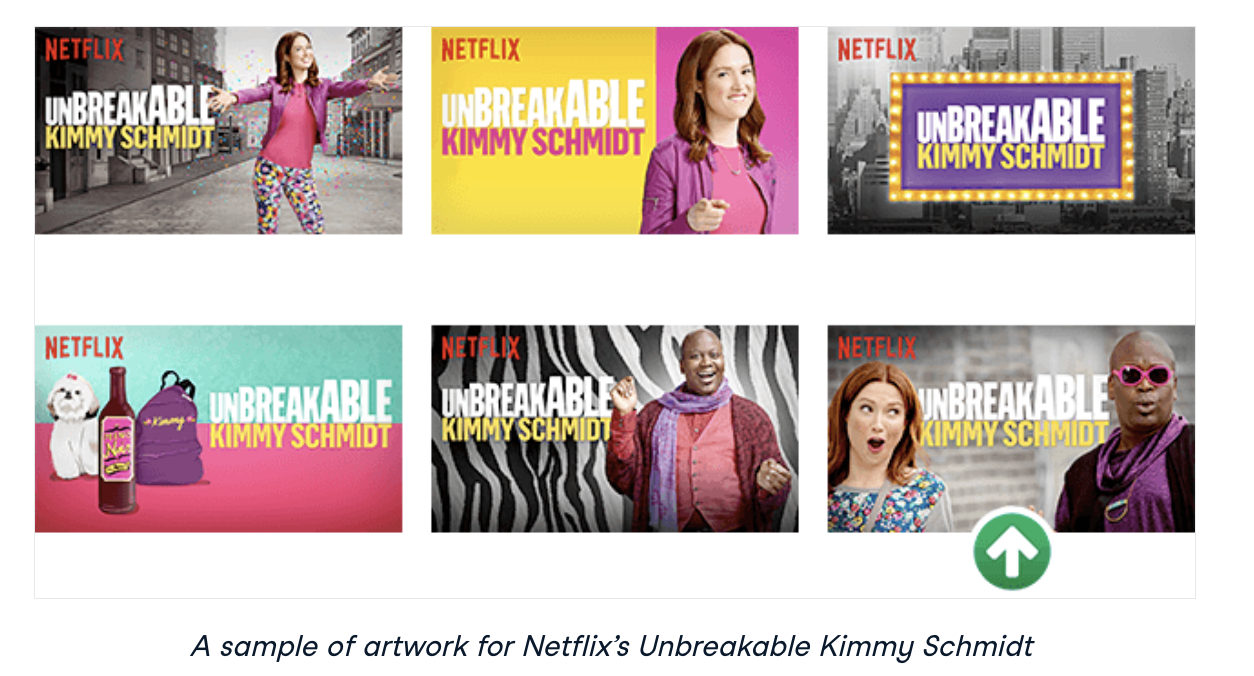 NETFLIX
UNBREAKABLE
KIMMY SCHMIDT
NETFLIX
UNBREAKABLE
KIMMY SCHMIDT
NETFLIX
UNBREAKABLE
KIMMY SCHMIDT
NETFLIX
Kimmy
UNBREAKABLE
KIMMY SCHMIDT
NETFLIX
UNBREAKABLE
KIMMY SCHMIDT
NETFLIX
UNBREAKABLE
KIMMY SCHMIDT
A sample of artwork for Netflix’s Unbreakable Kimmy Schmidt